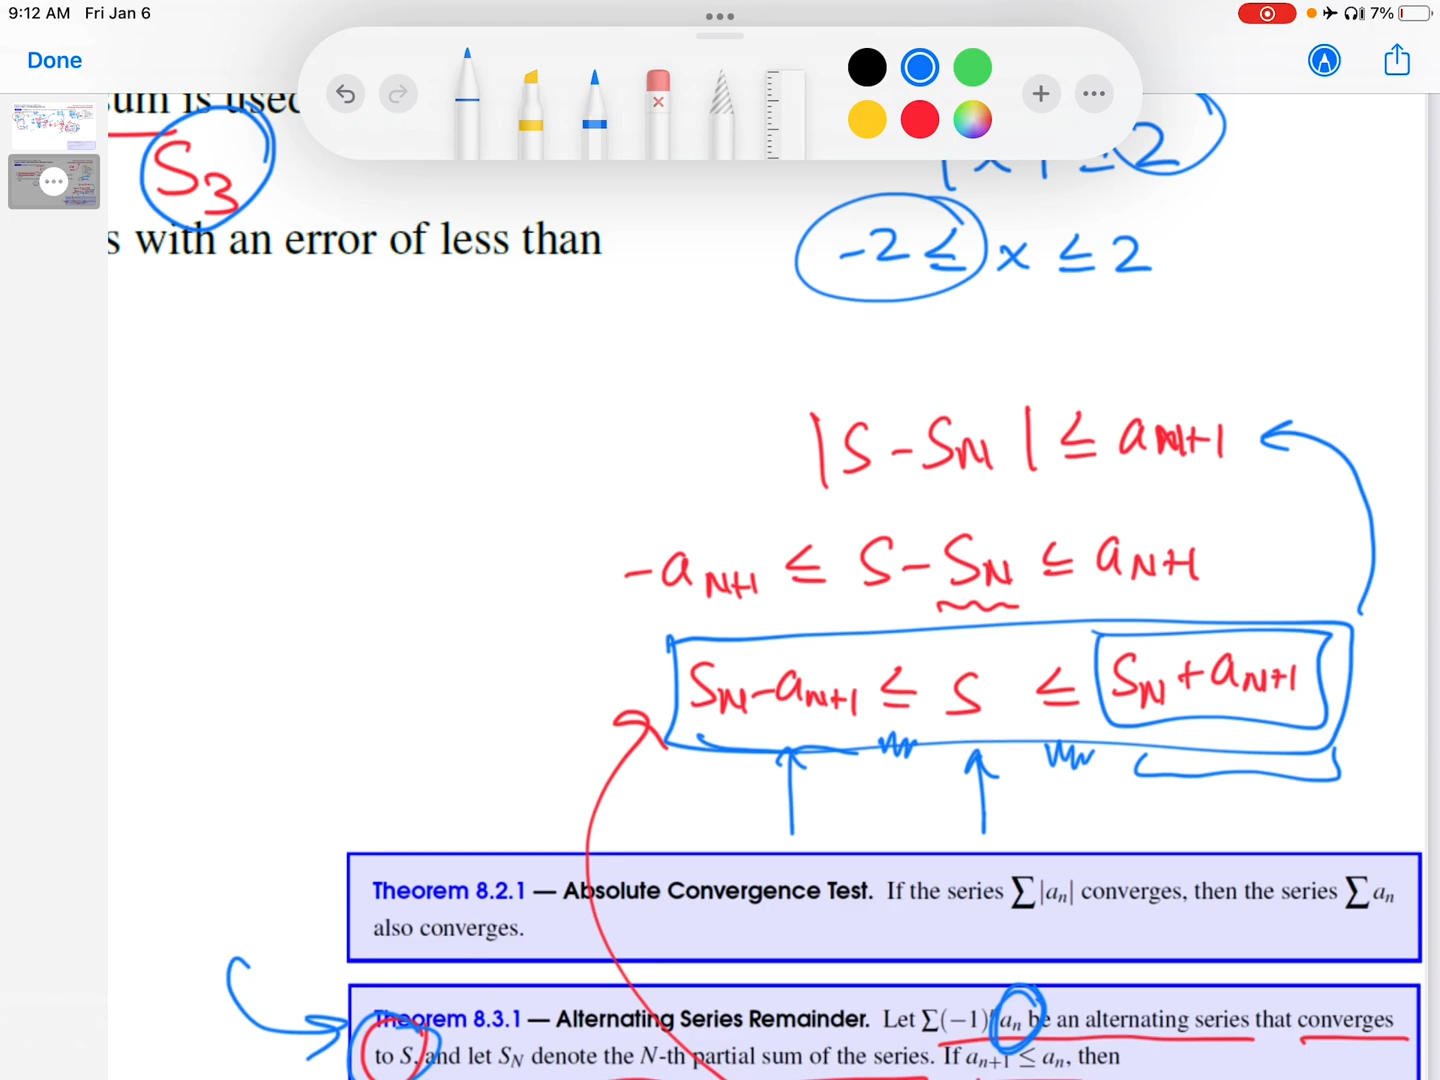 9:12 AM Fri Jan 6
7%
Done
um is used
S3
2
s with an error of less than
-2 ≤ x ≤ 2
|S - SN| ≤ aN+1
-aN+1 ≤ S - SN ≤ aN+1
SN - aN+1 ≤ S ≤ SN + aN+1
Theorem 8.2.1 — Absolute Convergence Test. If the series ∑|an| converges, then the series ∑ an
also converges.
Theorem 8.3.1 — Alternating Series Remainder. Let Σ(−1)ⁿan be an alternating series that converges
to S, and let SN denote the N-th partial sum of the series. If an+1 ≤ an, then